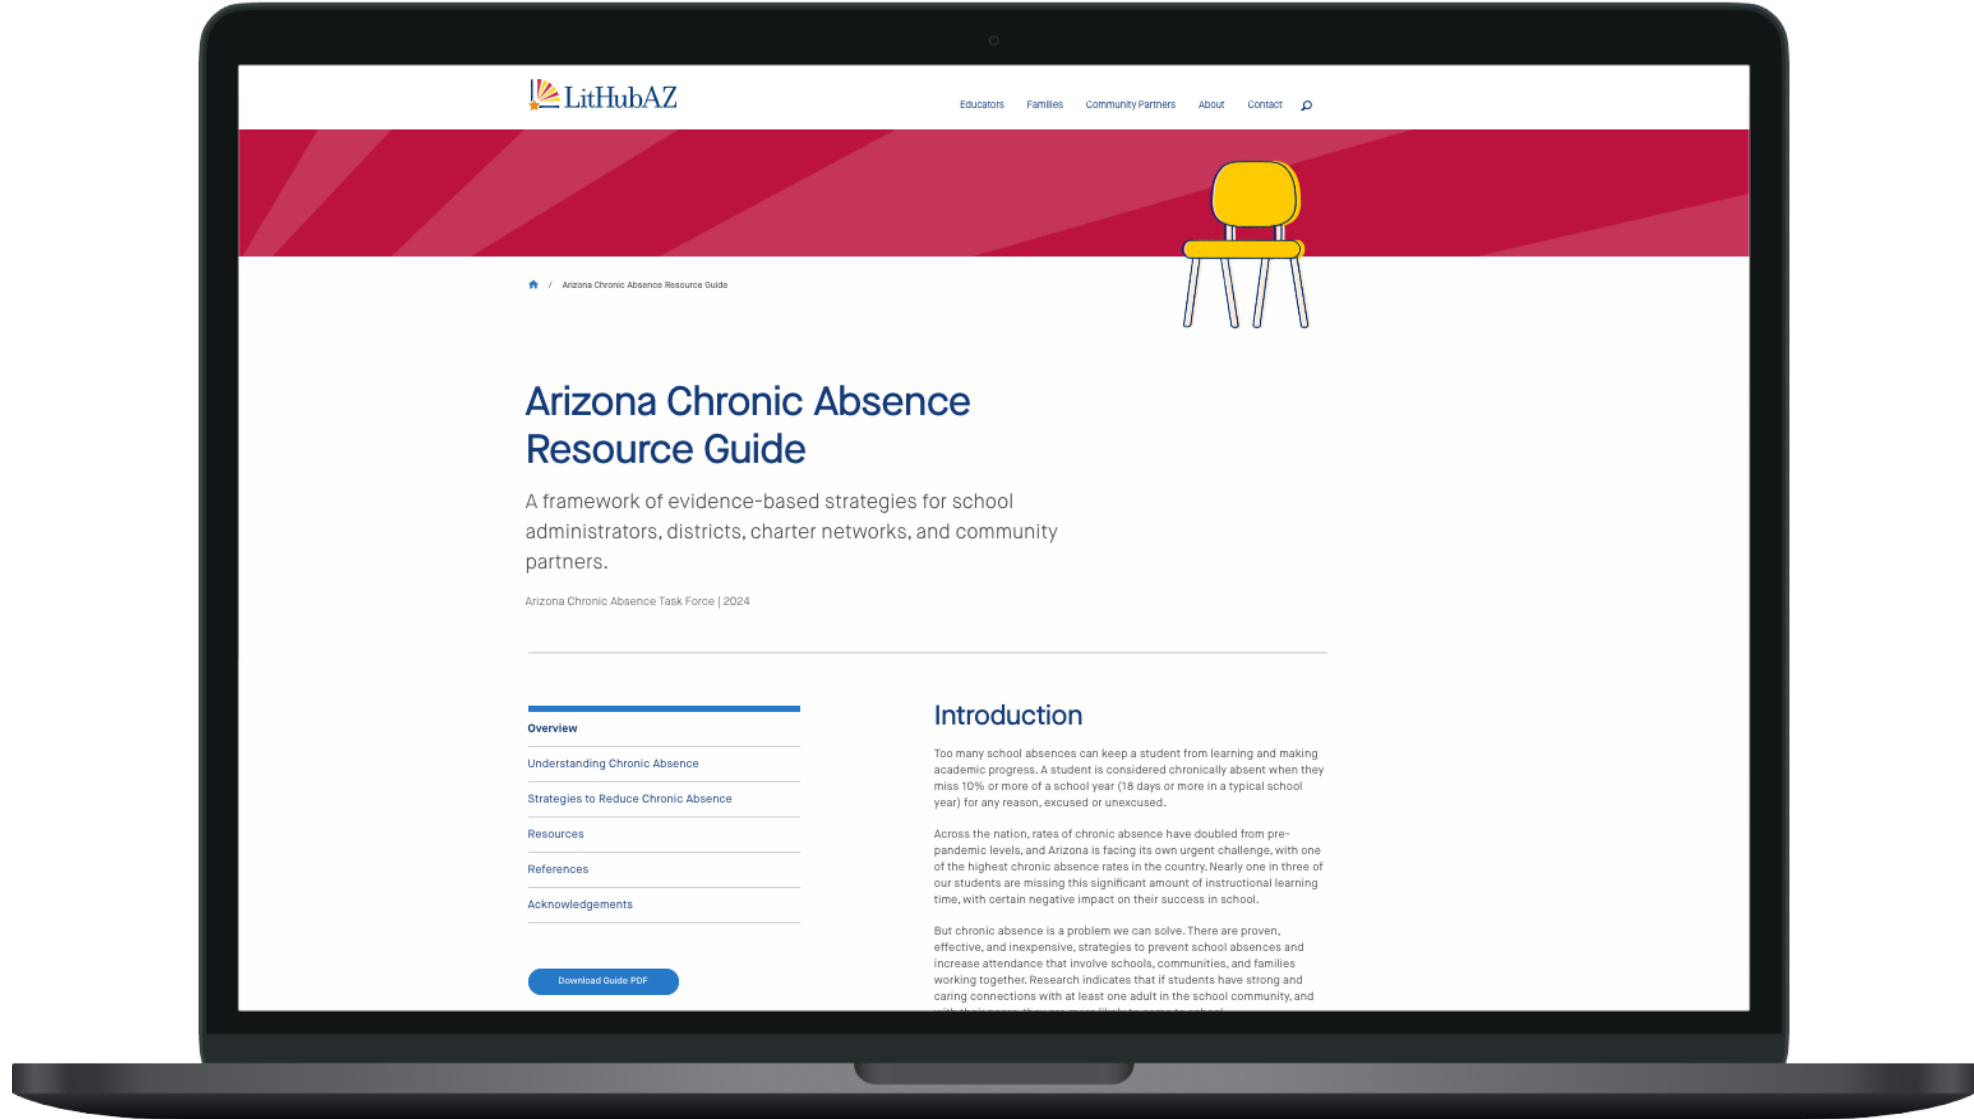 LitHubAZ
Educators Families Community Partners About Contact
/ Arizona Chronic Absence Resource Guide
Arizona Chronic Absence
Resource Guide
A framework of evidence-based strategies for school
administrators, districts, charter networks, and community
partners.
Arizona Chronic Absence Task Force | 2024
Overview
Understanding Chronic Absence
Strategies to Reduce Chronic Absence
Resources
References
Acknowledgements
Download Guide PDF
Introduction
Too many school absences can keep a student from learning and making
academic progress. A student is considered chronically absent when they
miss 10% or more of a school year (18 days or more in a typical school
year) for any reason, excused or unexcused.
Across the nation, rates of chronic absence have doubled from pre-
pandemic levels, and Arizona is facing its own urgent challenge, with one
of the highest chronic absence rates in the country. Nearly one in three of
our students are missing this significant amount of instructional learning
time, with certain negative impact on their success in school.
But chronic absence is a problem we can solve. There are proven,
effective, and inexpensive, strategies to prevent school absences and
increase attendance that involve schools, communities, and families
working together. Research indicates that if students have strong and
caring connections with at least one adult in the school community, and